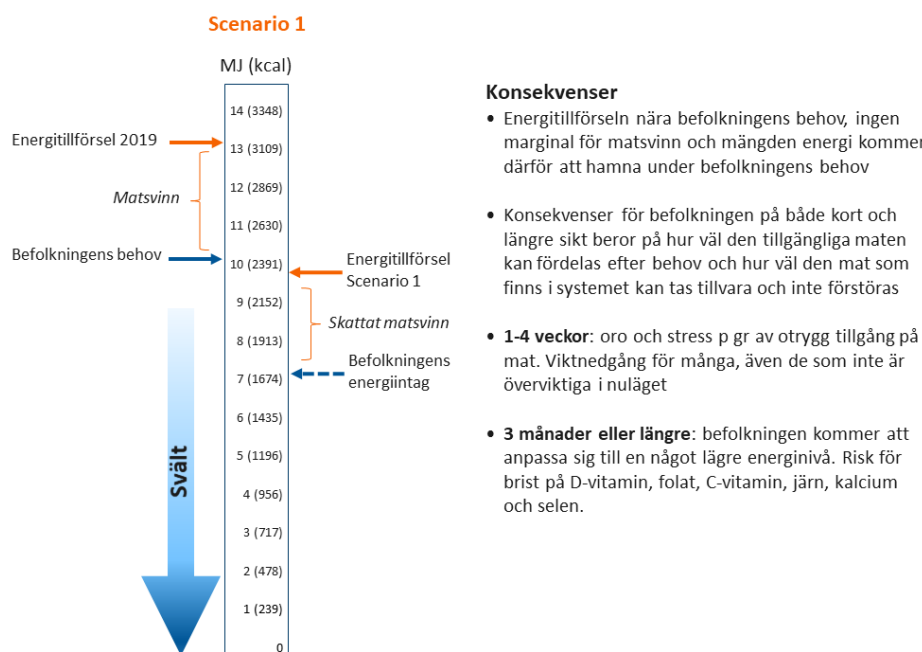 Scenario 1
MJ (kcal)
14 (3348)
Energitillförsel 2019
13 (3109)
Matsvinn
12 (2869)
11 (2630)
Befolkningens behov
10 (2391)
Energitillförsel
Scenario 1
9 (2152)
Skattat matsvinn
8 (1913)
Befolkningens
energiintag
7 (1674)
6 (1435)
5 (1196)
4 (956)
3 (717)
2 (478)
1 (239)
0
Svält
Konsekvenser
• Energitillförseln nära befolkningens behov, ingen
marginal för matsvinn och mängden energi kommer
därför att hamna under befolkningens behov
• Konsekvenser för befolkningen på både kort och
längre sikt beror på hur väl den tillgängliga maten
kan fördelas efter behov och hur väl den mat som
finns i systemet kan tas tillvara och inte förstöras
• 1-4 veckor: oro och stress p gr av otrygg tillgång på
mat. Viktnedgång för många, även de som inte är
överviktiga i nuläget
• 3 månader eller längre: befolkningen kommer att
anpassa sig till en något lägre energinivå. Risk för
brist på D-vitamin, folat, C-vitamin, järn, kalcium
och selen.